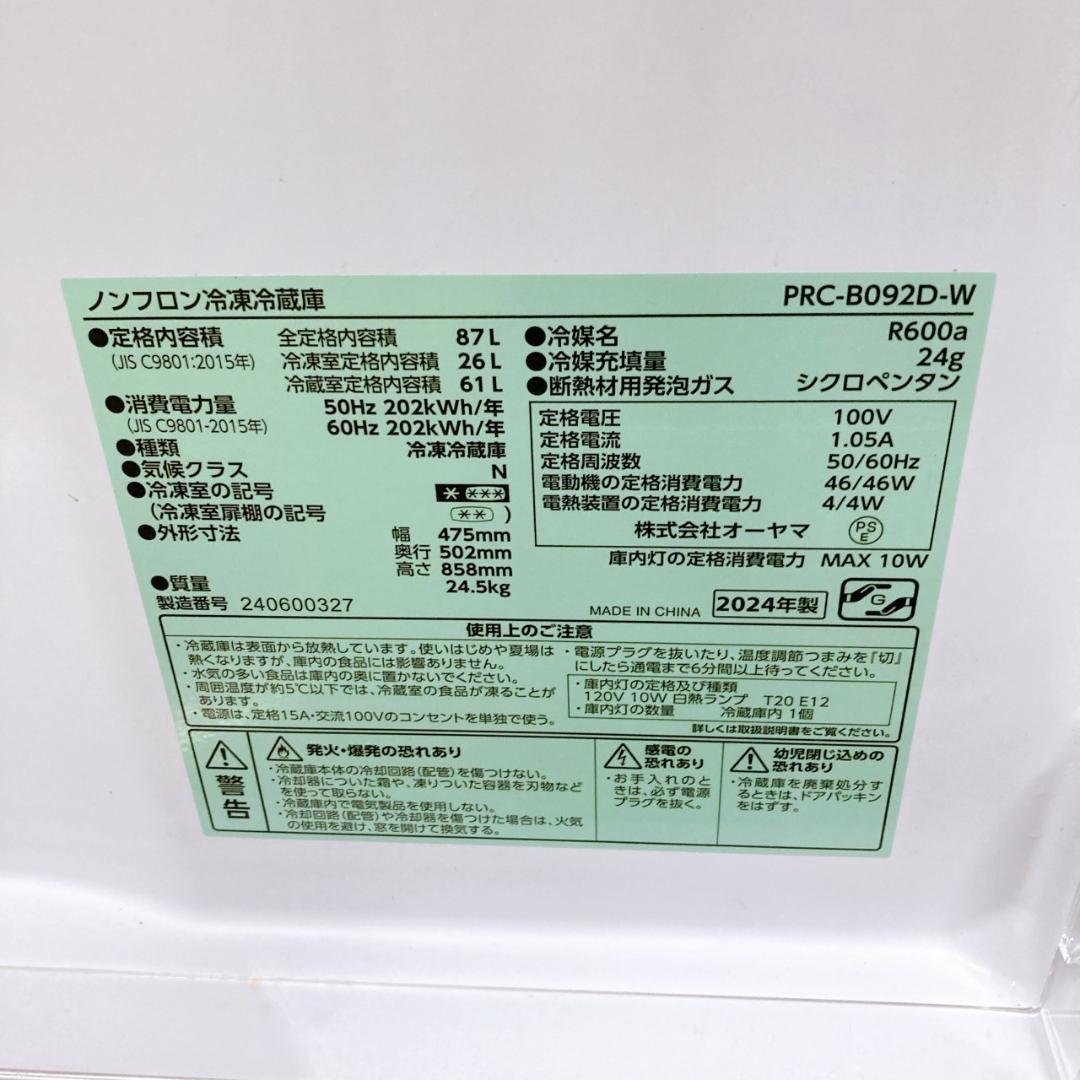 ノンフロン冷凍冷蔵庫 PRC-B092D-W
●定格内容積 全定格内容積 87L
(JIS C9801:2015年) 冷凍室定格内容積 26L
冷蔵室定格内容積 61L
●消費電力量 50Hz 202kWh/年
(JIS C9801-2015年) 60Hz 202kWh/年
●種類 冷凍冷蔵庫
●気候クラス N
●冷凍室の記号 * ***
(冷凍室扉棚の記号 ** )
●外形寸法 幅 475mm
奥行 502mm
高さ 858mm
●質量 24.5kg
製造番号 240600327
●冷媒名 R600a
●冷媒充填量 24g
●断熱材用発泡ガス シクロペンタン
定格電圧 100V
定格電流 1.05A
定格周波数 50/60Hz
電動機の定格消費電力 46/46W
電熱装置の定格消費電力 4/4W
株式会社オーヤマ PSE
庫内灯の定格消費電力 MAX 10W
MADE IN CHINA 2024年製 G
使用上のご注意
・冷蔵庫は表面から放熱しています。使いはじめや夏場は
熱くなりますが、庫内の食品には影響ありません。
・水気の多い食品は庫内の奥に置かないでください。
・周囲温度が約5℃以下では、冷蔵室の食品が凍ることが
あります。
・電源は、定格15A・交流100Vのコンセントを単独で使う。
・電源プラグを抜いたり、温度調節つまみを『切』
にしたら通電まで6分間以上待ってください。
・庫内灯の定格及び種類
120V 10W 白熱ランプ T20 E12
・庫内灯の数量 冷蔵庫内 1個
詳しくは取扱説明書をご覧ください。
警告
発火・爆発の恐れあり
・冷蔵庫本体の冷却回路(配管)を傷つけない。
・冷却器についた霜や、凍りついた容器を刃物など
を使って取らない。
・冷蔵庫内で電気製品を使用しない。
・冷却回路(配管)や冷却器を傷つけた場合は、火気
の使用を避け、窓を開けて換気する。
感電の
恐れあり
・お手入れのと
きは、必ず電源
プラグを抜く。
幼児閉じ込めの
恐れあり
・冷蔵庫を廃棄処分す
るときは、ドアパッキン
をはずす。